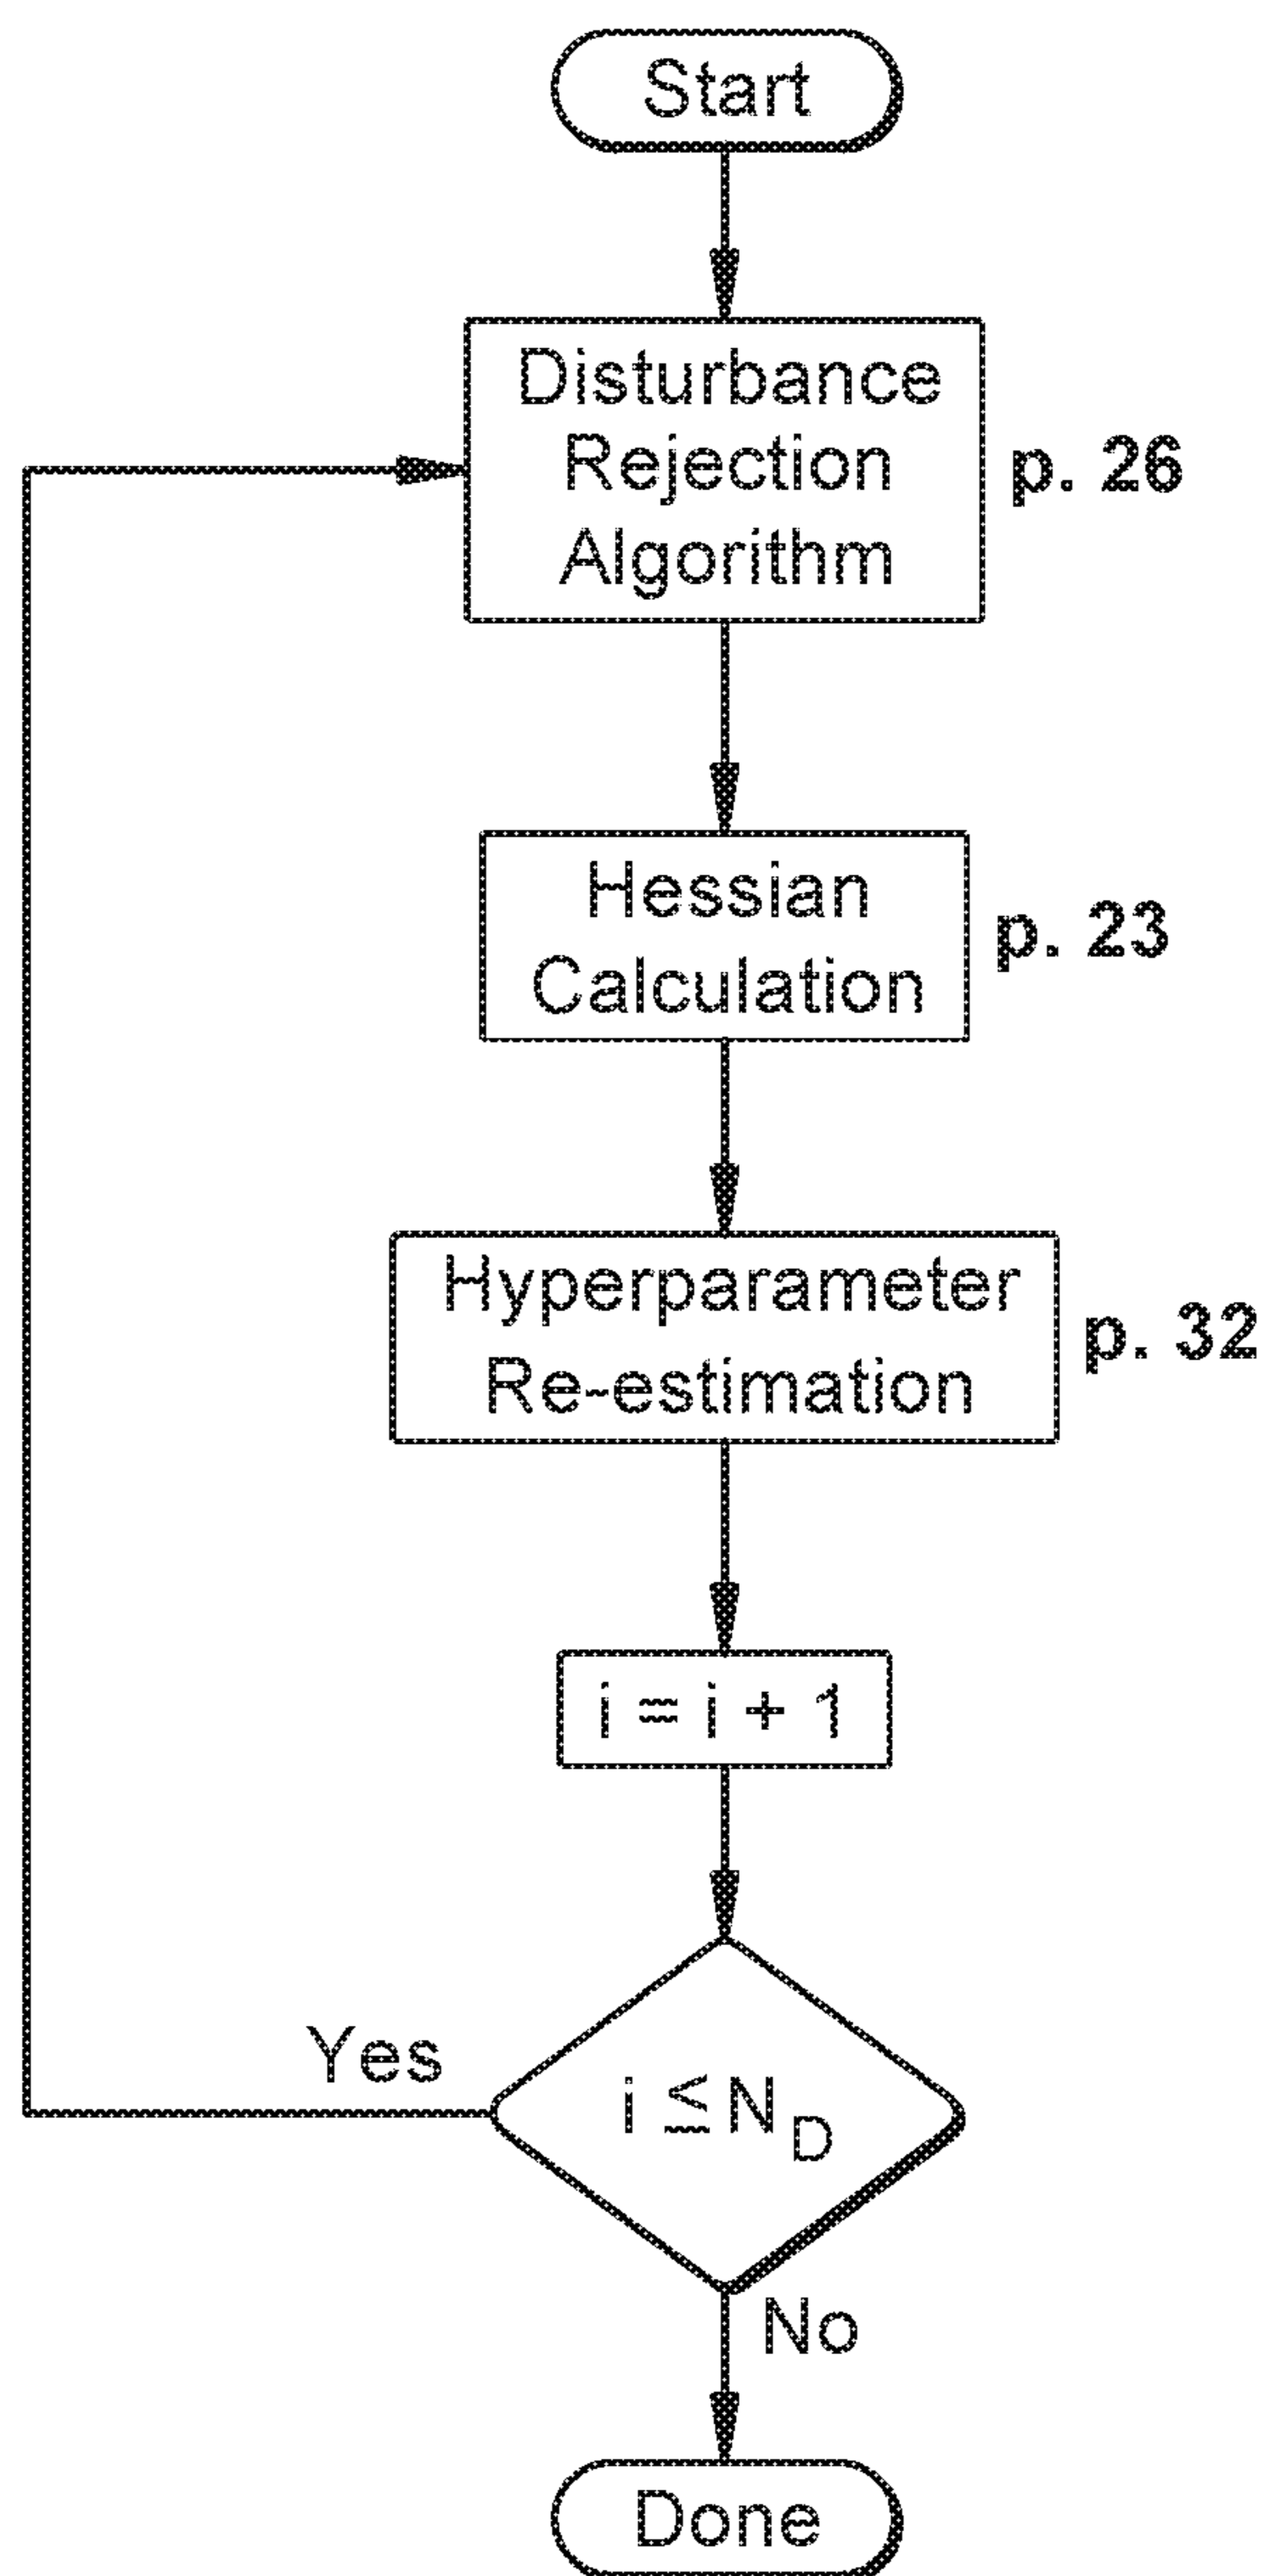 Start
Disturbance
Rejection
Algorithm
p. 26
Hessian
Calculation
p. 23
Hyperparameter
Re-estimation
p. 32
i = i + 1
Yes
i ≤ N_D
No
Done